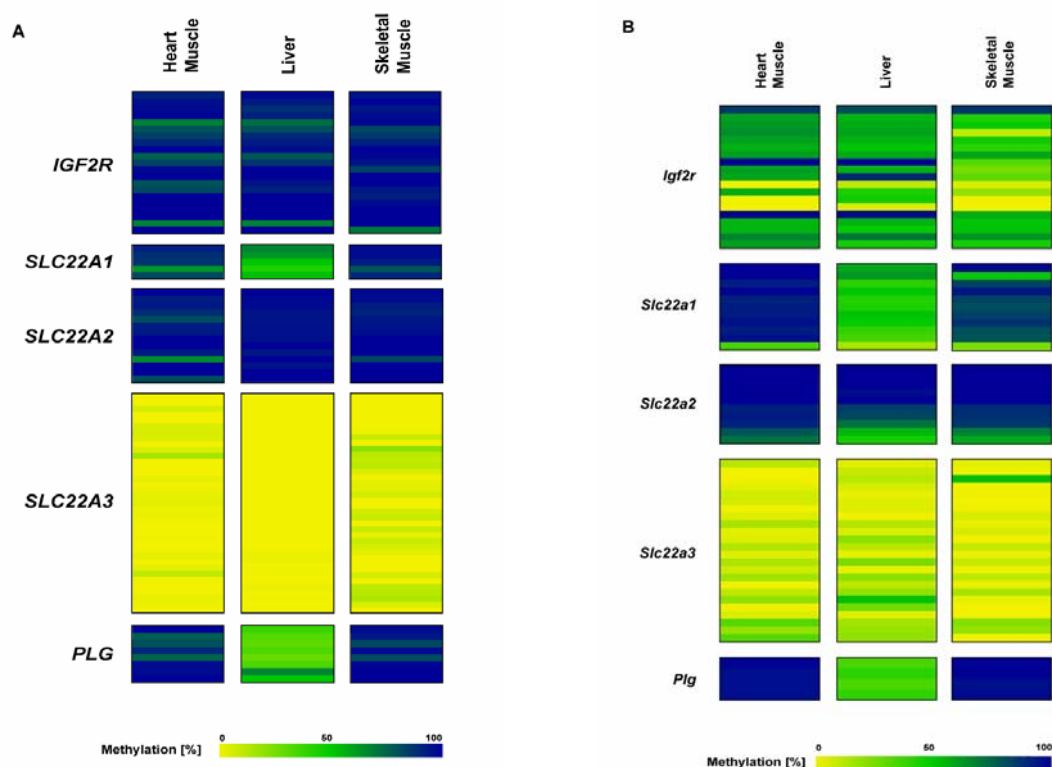 A
Heart
Muscle
Liver
Skeletal
Muscle
IGF2R
SLC22A1
SLC22A2
SLC22A3
PLG
Methylation [%]
0
50
100
B
Heart
Muscle
Liver
Skeletal
Muscle
Igf2r
Slc22a1
Slc22a2
Slc22a3
Plg
Methylation [%]
0
50
100